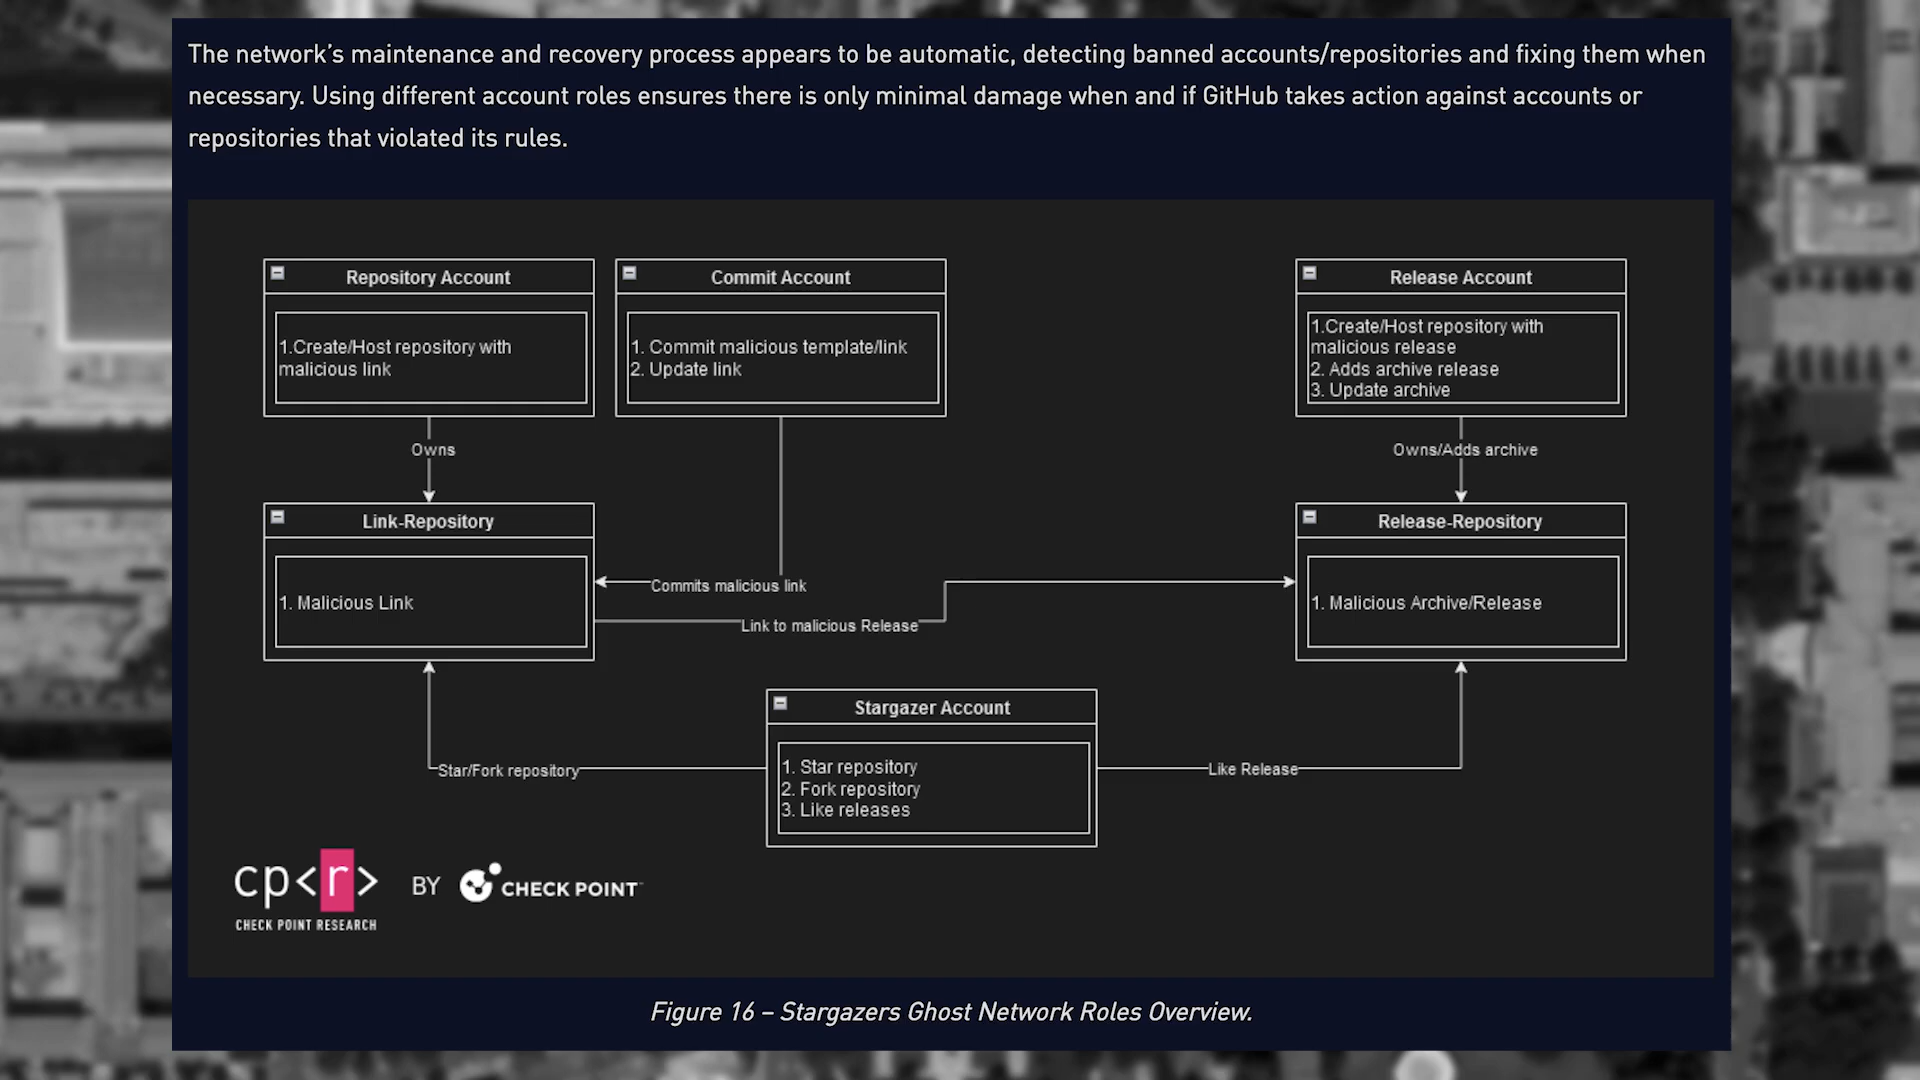 The network’s maintenance and recovery process appears to be automatic, detecting banned accounts/repositories and fixing them when
necessary. Using different account roles ensures there is only minimal damage when and if GitHub takes action against accounts or
repositories that violated its rules.
Repository Account
1.Create/Host repository with
malicious link
Commit Account
1. Commit malicious template/link
2. Update link
Release Account
1.Create/Host repository with
malicious release
2. Adds archive release
3. Update archive
Owns
Owns/Adds archive
Link-Repository
1. Malicious Link
Commits malicious link
Link to malicious Release
Release-Repository
1. Malicious Archive/Release
Stargazer Account
1. Star repository
2. Fork repository
3. Like releases
Star/Fork repository
Like Release
cp<r>
CHECK POINT RESEARCH
BY
CHECK POINT
Figure 16 – Stargazers Ghost Network Roles Overview.